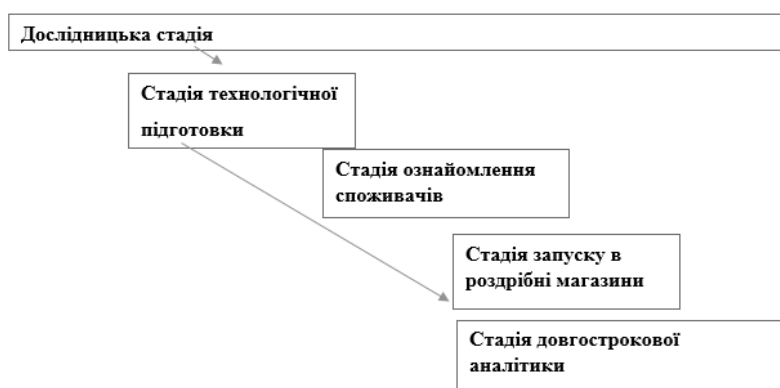 Дослідницька стадія
Стадія технологічної
підготовки
Стадія ознайомлення
споживачів
Стадія запуску в
роздрібні магазини
Стадія довгострокової
аналітики